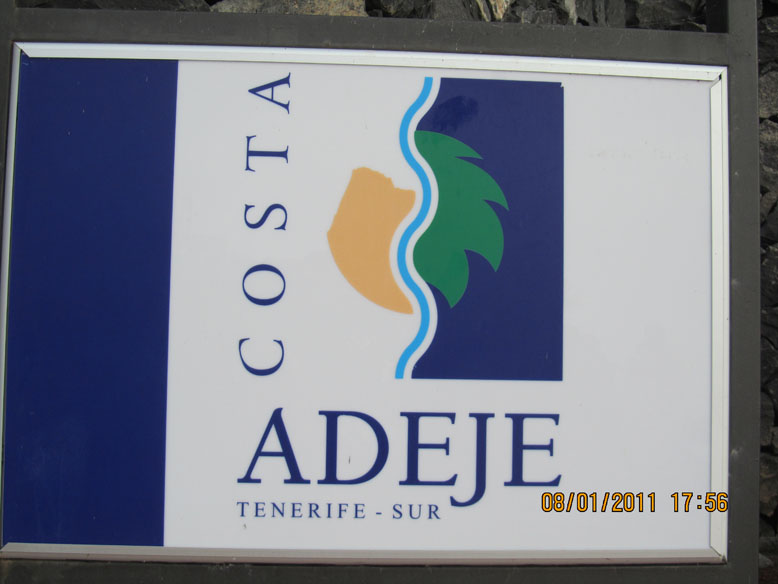 COSTA
ADEJE
TENERIFE - SUR
08/01/2011 17:56